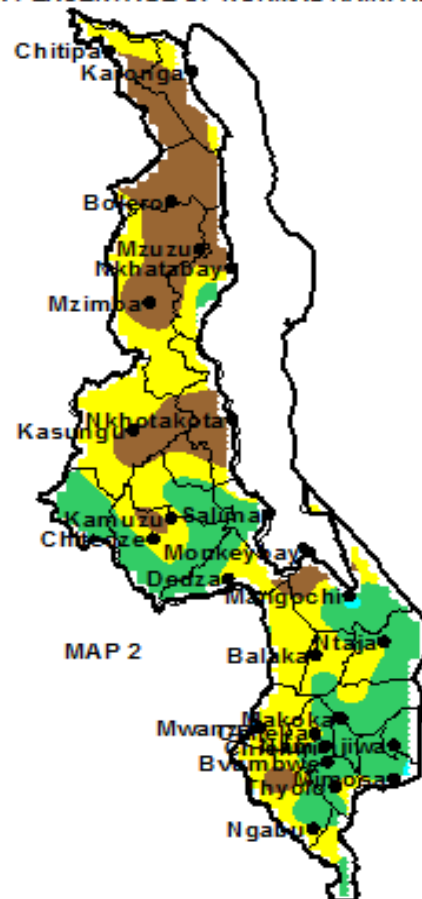 Chitipa
Karonga
Bolero
Mzuzu
Nkhatabay
Mzimba
Nkhotakota
Kasungu
Kamuzu
Salima
Chitedze
Monkeybay
Dedza
Mangochi
MAP 2
Ntaja
Balaka
Makoka
Bvumbwe
Mimosa
Thyolo
Ngabu